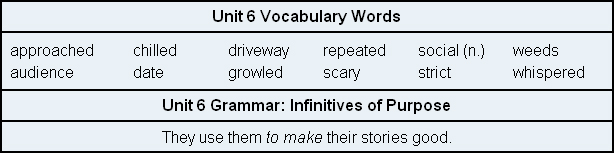 Unit 6 Vocabulary Words
approached chilled driveway repeated social (n.) weeds
audience date growled scary strict whispered
Unit 6 Grammar: Infinitives of Purpose
They use them to make their stories good.